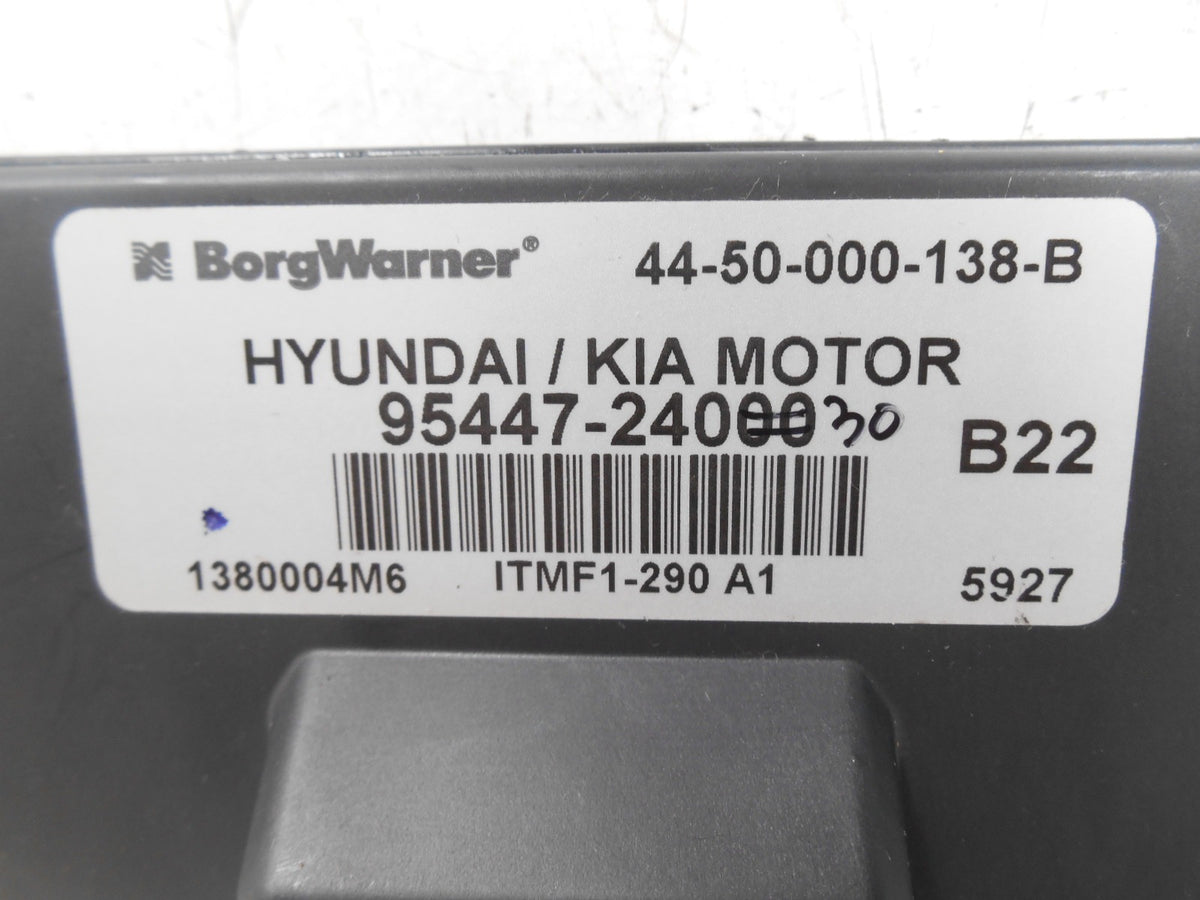 BorgWarner® 44-50-000-138-B
HYUNDAI / KIA MOTOR
95447-24000 30
B22
1380004M6 ITMF1-290 A1 5927